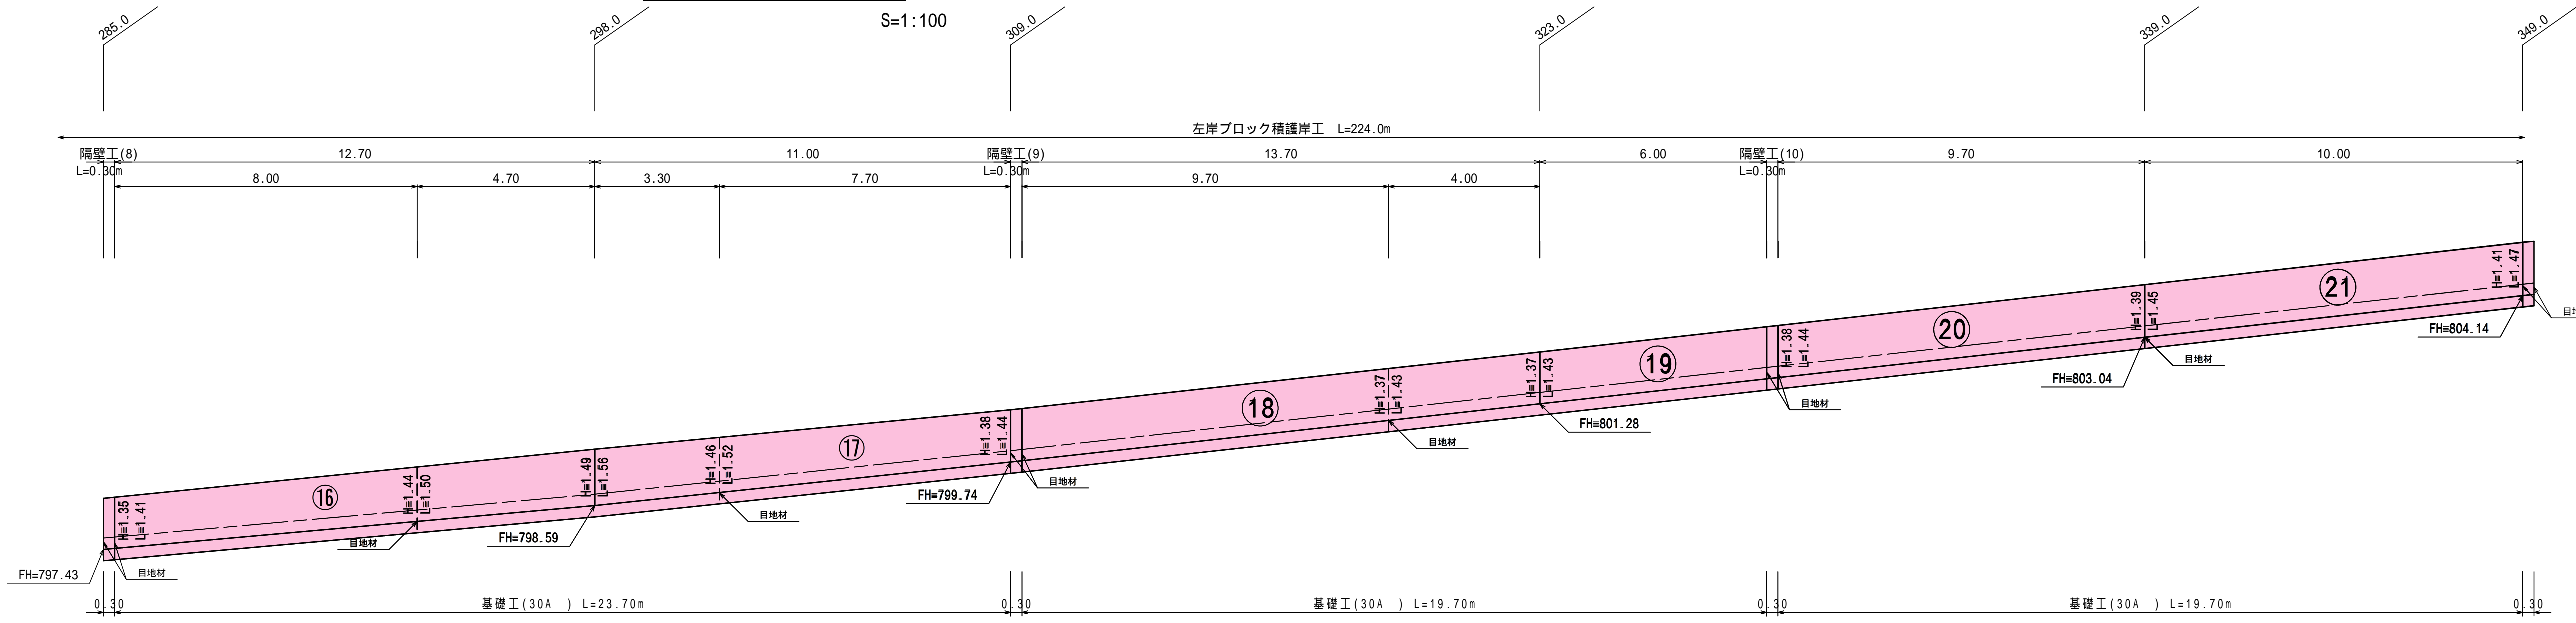 S=1:100
285.0
298.0
309.0
323.0
339.0
349.0
左岸ブロック積護岸工 L=224.0m
隔壁工(8)
12.70
11.00
隔壁工(9)
13.70
6.00
隔壁工(10)
9.70
10.00
L=0.30m
L=0.30m
L=0.30m
8.00
4.70
3.30
7.70
9.70
4.00
H=1.35
L=1.41
⑯
H=1.44
L=1.50
H=1.49
L=1.56
H=1.46
L=1.52
⑰
H=1.38
L=1.44
⑱
H=1.37
L=1.43
H=1.37
L=1.43
⑲
H=1.38
L=1.44
⑳
H=1.39
L=1.45
㉑
H=1.41
L=1.47
FH=797.43
目地材
目地材
FH=798.59
目地材
FH=799.74
目地材
目地材
FH=801.28
目地材
FH=803.04
目地材
FH=804.14
目
0.30
基礎工(30A ) L=23.70m
0.30
基礎工(30A ) L=19.70m
0.30
基礎工(30A ) L=19.70m
0.30